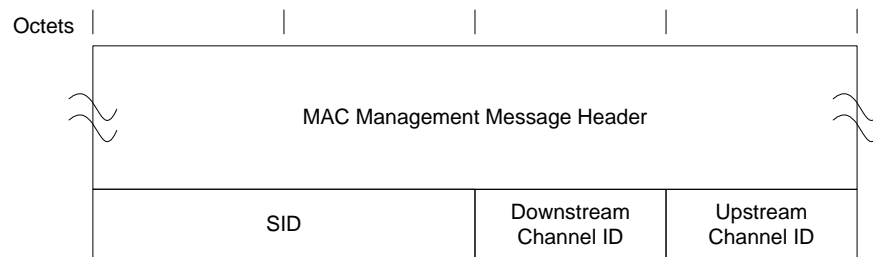 Octets
MAC Management Message Header
SID
Downstream
Channel ID
Upstream
Channel ID